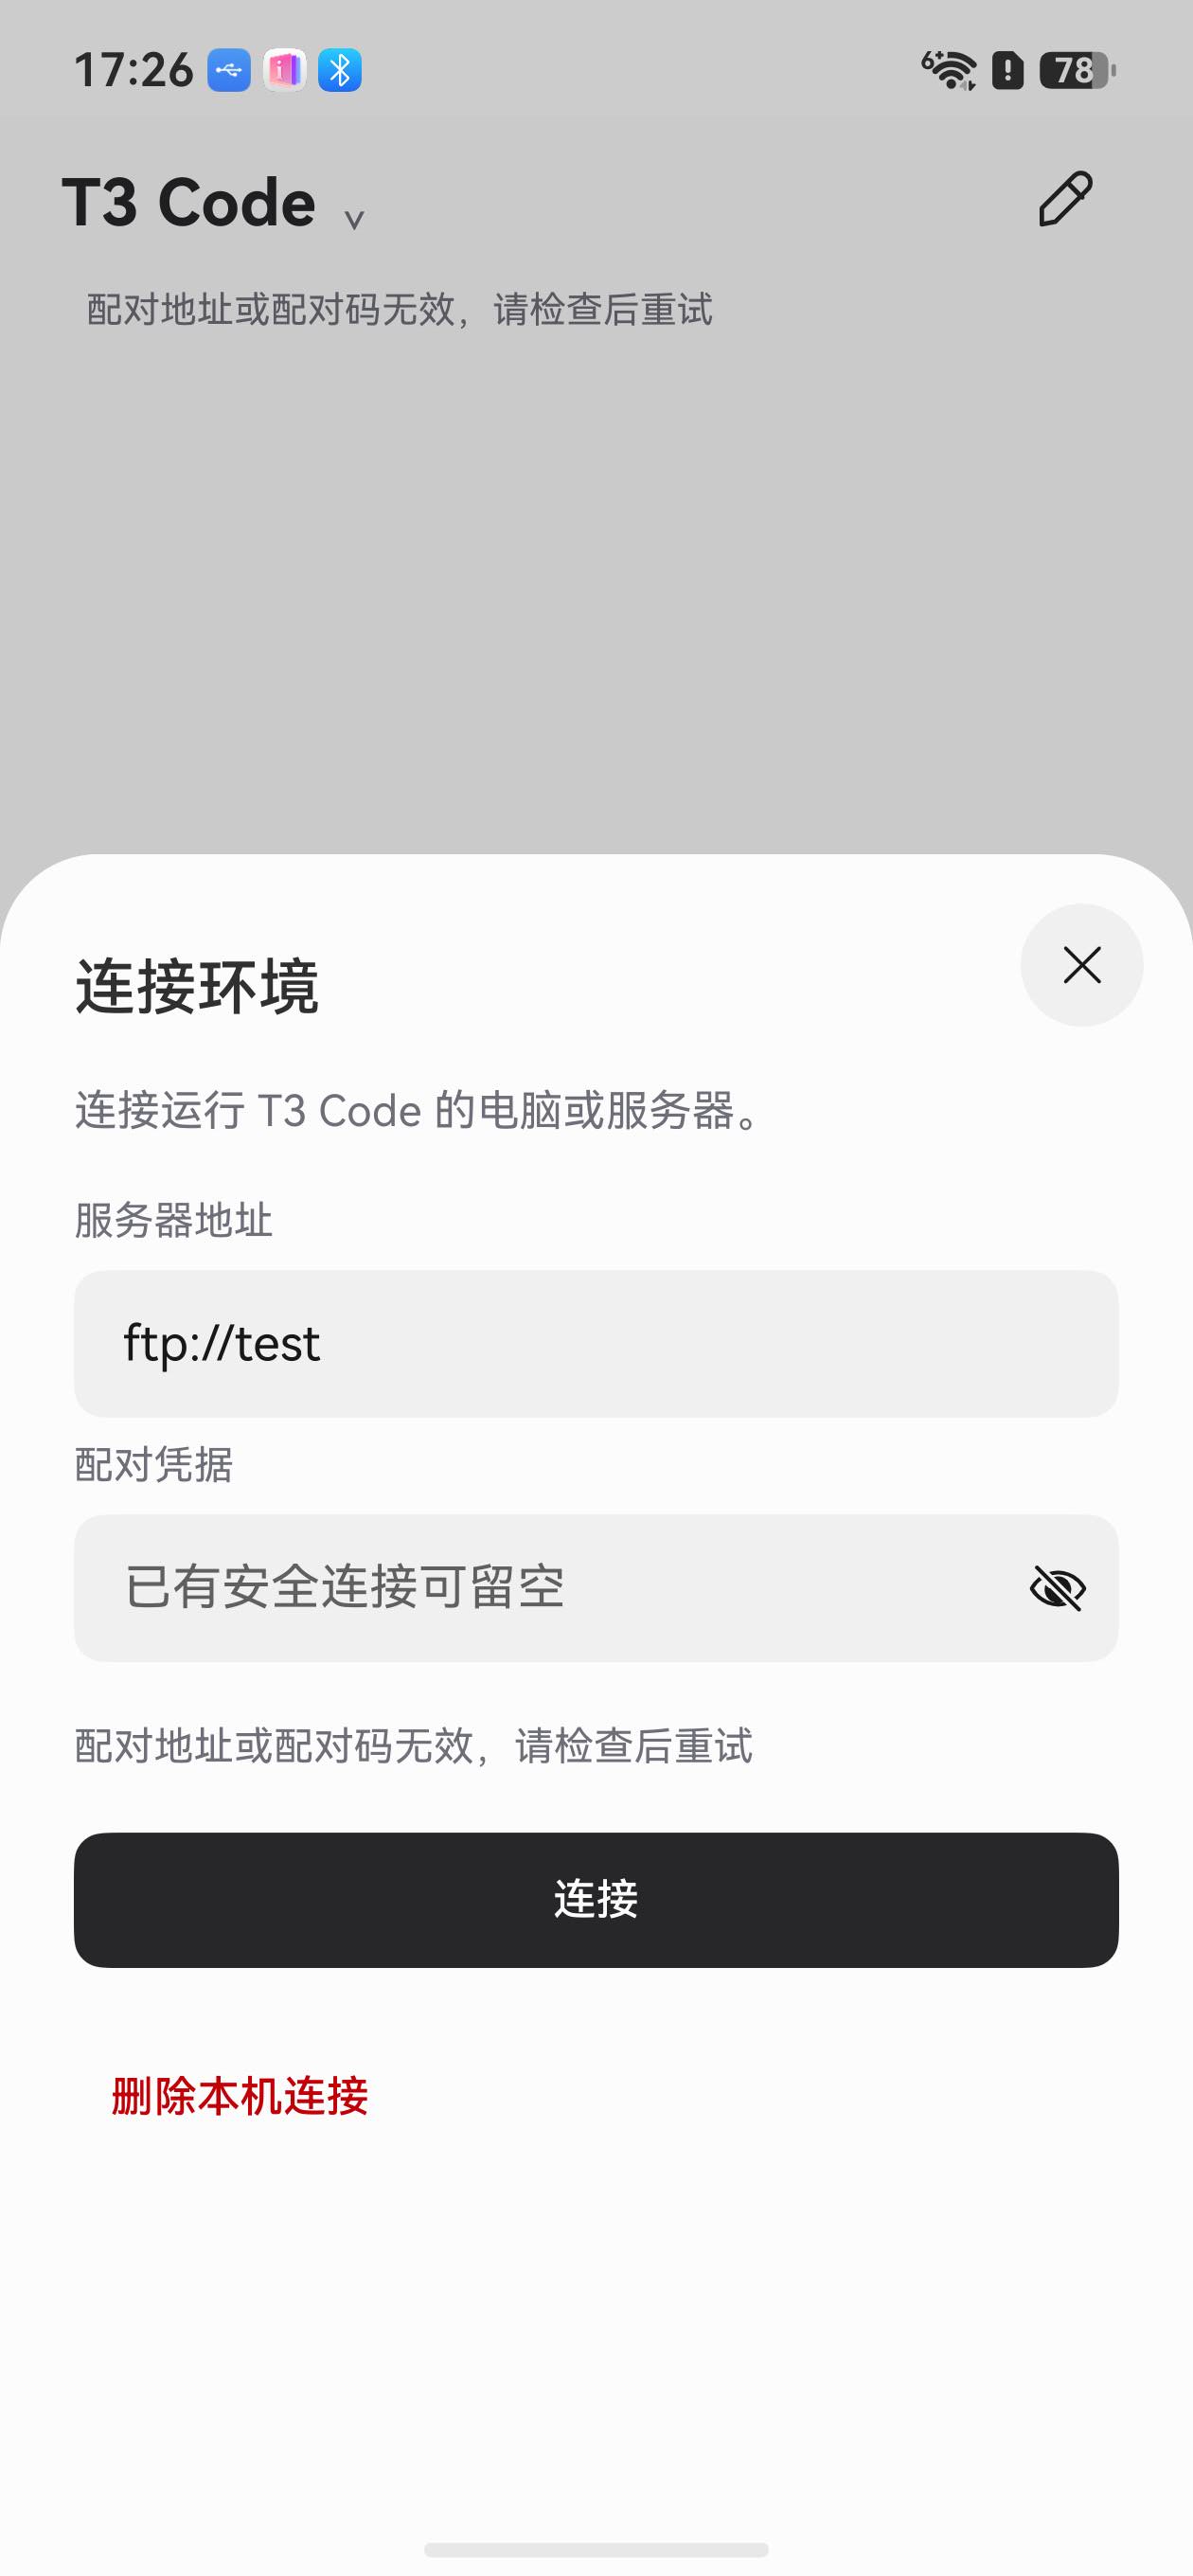 17:26
78
T3 Code
配对地址或配对码无效，请检查后重试
连接环境
连接运行 T3 Code 的电脑或服务器。
服务器地址
ftp://test
配对凭据
已有安全连接可留空
配对地址或配对码无效，请检查后重试
连接
删除本机连接